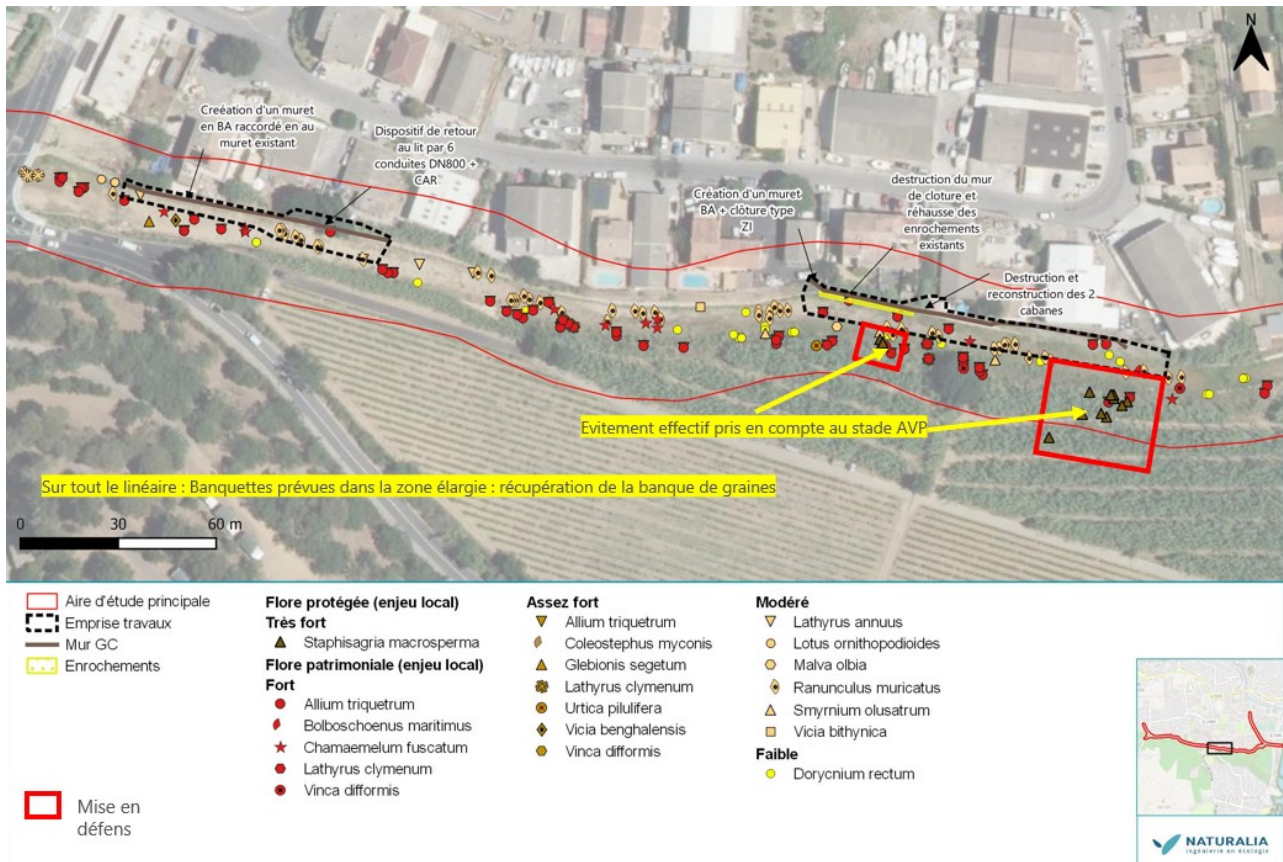 N
Creéation d'un muret
en BA raccordé en au
muret existant
Dispositif de retour
au lit par 6
conduites DN800 +
CAR
Création d'un muret
BA + clôture type
ZI
destruction du mur
de cloture et
réhausse des
enrochements
existants
Destruction et
reconstruction des 2
cabanes
Evitement effectif pris en compte au stade AVP
Sur tout le linéaire : Banquettes prévues dans la zone élargie : récupération de la banque de graines
0 30 60 m
Aire d'étude principale
Emprise travaux
Mur GC
Enrochements
Mise en
défens
Flore protégée (enjeu local)
Très fort
Staphisagria macrosperma
Flore patrimoniale (enjeu local)
Fort
Allium triquetrum
Bolboschoenus maritimus
Chamaemelum fuscatum
Lathyrus clymenum
Vinca difformis
Assez fort
Allium triquetrum
Coleostephus myconis
Glebionis segetum
Lathyrus clymenum
Urtica pilulifera
Vicia benghalensis
Vinca difformis
Modéré
Lathyrus annuus
Lotus ornithopodioides
Malva olbia
Ranunculus muricatus
Smyrnium olusatrum
Vicia bithynica
Faible
Dorycnium rectum
NATURALIA
ingénierie en écologie